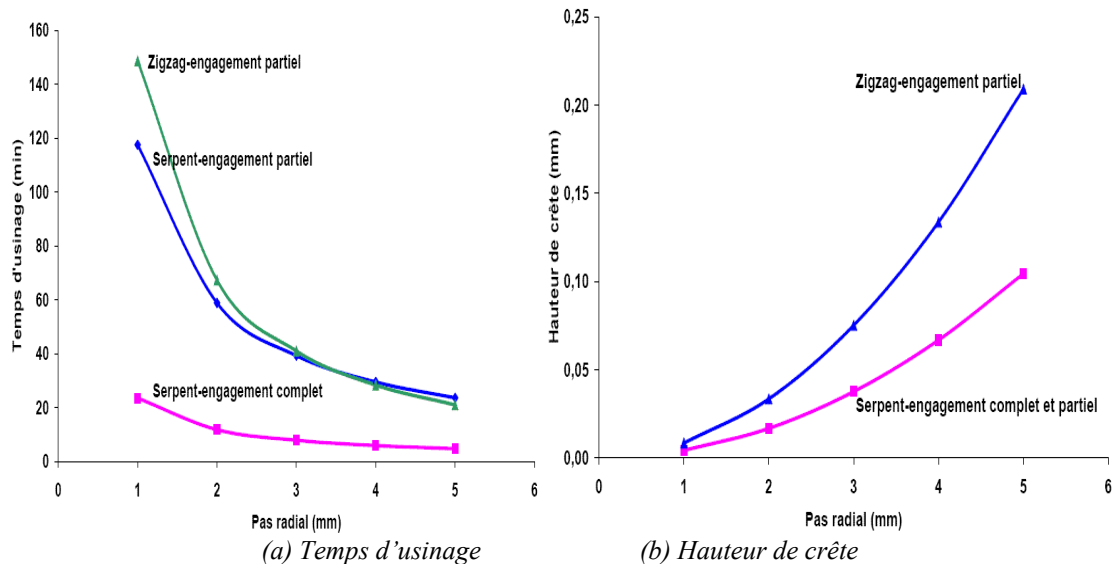 160
140
120
100
80
60
40
20
0
Temps d'usinage (min)
Zigzag-engagement partiel
Serpent-engagement partiel
Serpent-engagement complet
0 1 2 3 4 5 6
Pas radial (mm)
0,25
0,20
0,15
0,10
0,05
0,00
Hauteur de crête (mm)
Zigzag-engagement partiel
Serpent-engagement complet et partiel
0 1 2 3 4 5 6
Pas radial (mm)
(a) Temps d’usinage
(b) Hauteur de crête